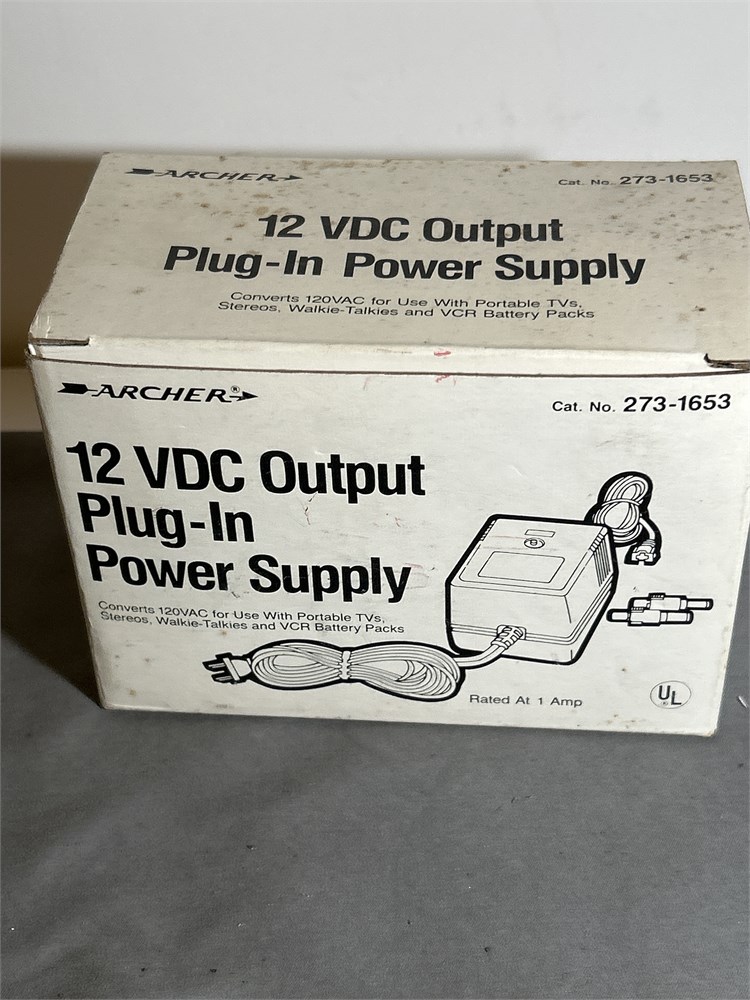 ARCHER
Cat. No. 273-1653
12 VDC Output
Plug-In Power Supply
Converts 120VAC for Use With Portable TVs,
Stereos, Walkie-Talkies and VCR Battery Packs
ARCHER®
Cat. No. 273-1653
12 VDC Output
Plug-In
Power Supply
Converts 120VAC for Use With Portable TVs,
Stereos, Walkie-Talkies and VCR Battery Packs
Rated At 1 Amp
UL